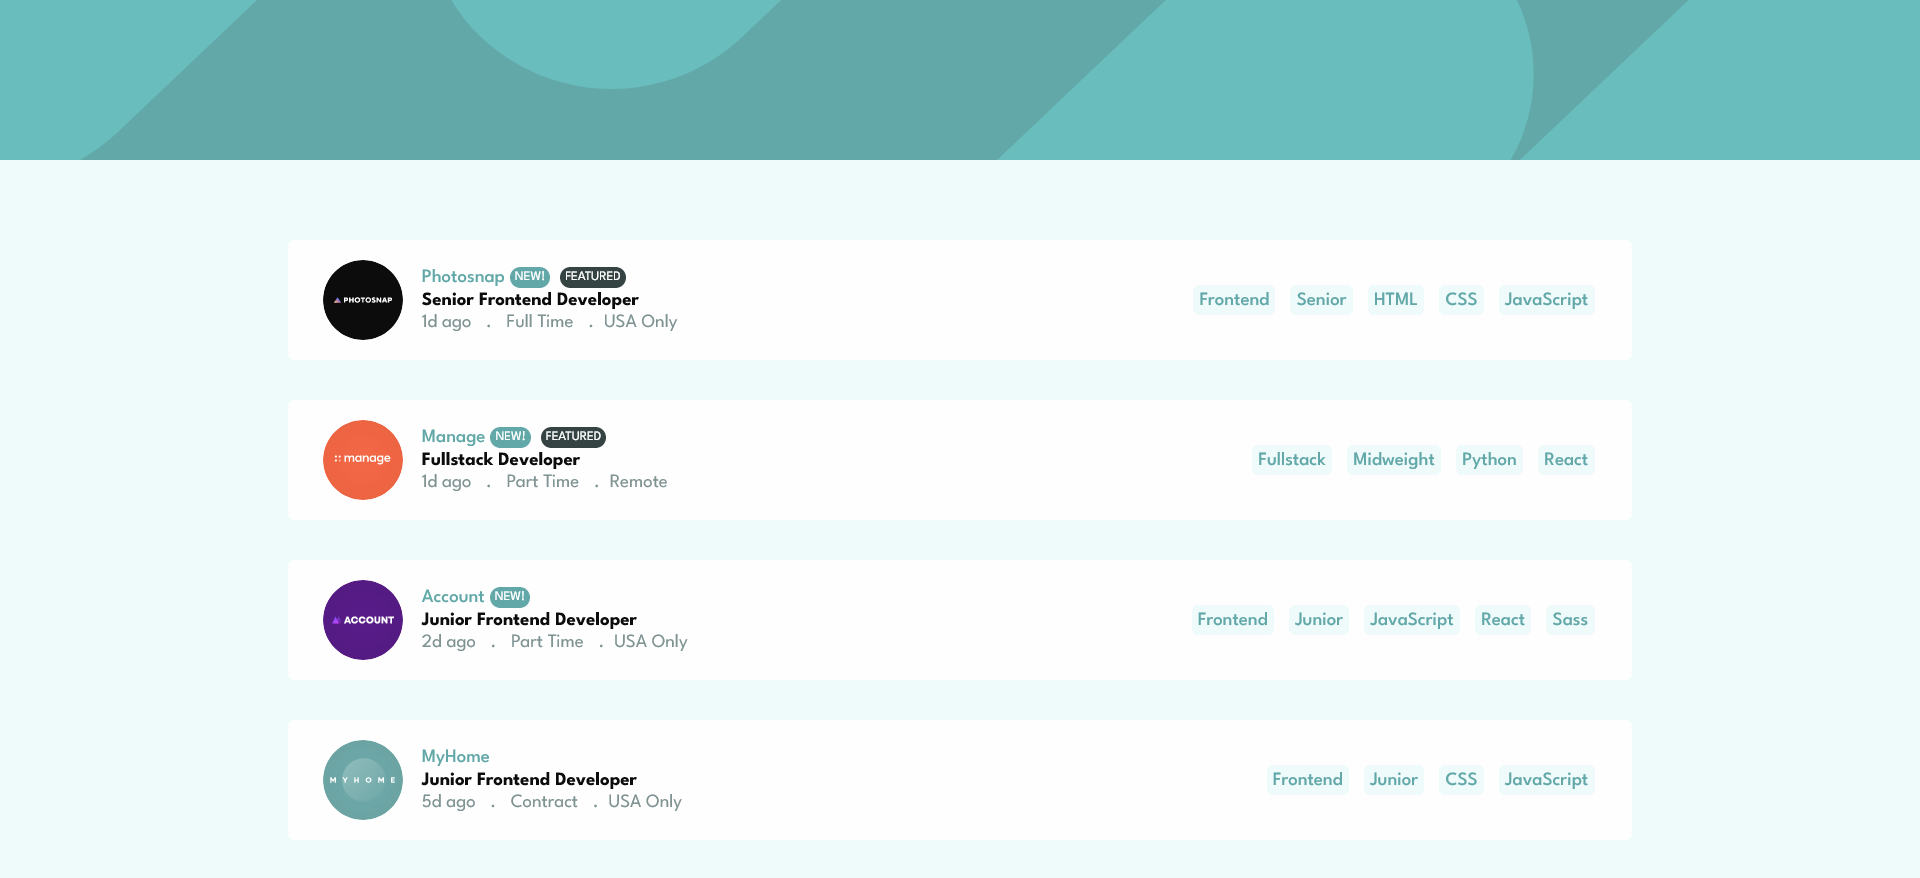 PHOTOSNAP
Photosnap NEW! FEATURED
Senior Frontend Developer
1d ago . Full Time . USA Only
Frontend Senior HTML CSS JavaScript
manage
Manage NEW! FEATURED
Fullstack Developer
1d ago . Part Time . Remote
Fullstack Midweight Python React
ACCOUNT
Account NEW!
Junior Frontend Developer
2d ago . Part Time . USA Only
Frontend Junior JavaScript React Sass
MYHOME
MyHome
Junior Frontend Developer
5d ago . Contract . USA Only
Frontend Junior CSS JavaScript